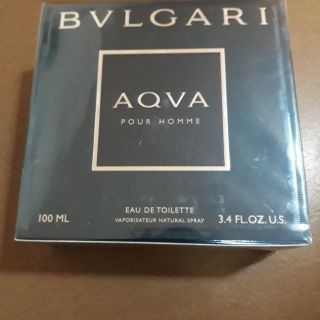 BVLGARI
AQVA
POUR HOMME
EAU DE TOILETTE
100 ML VAPORISATEUR NATURAL SPRAY 3.4 FL.OZ. U.S.